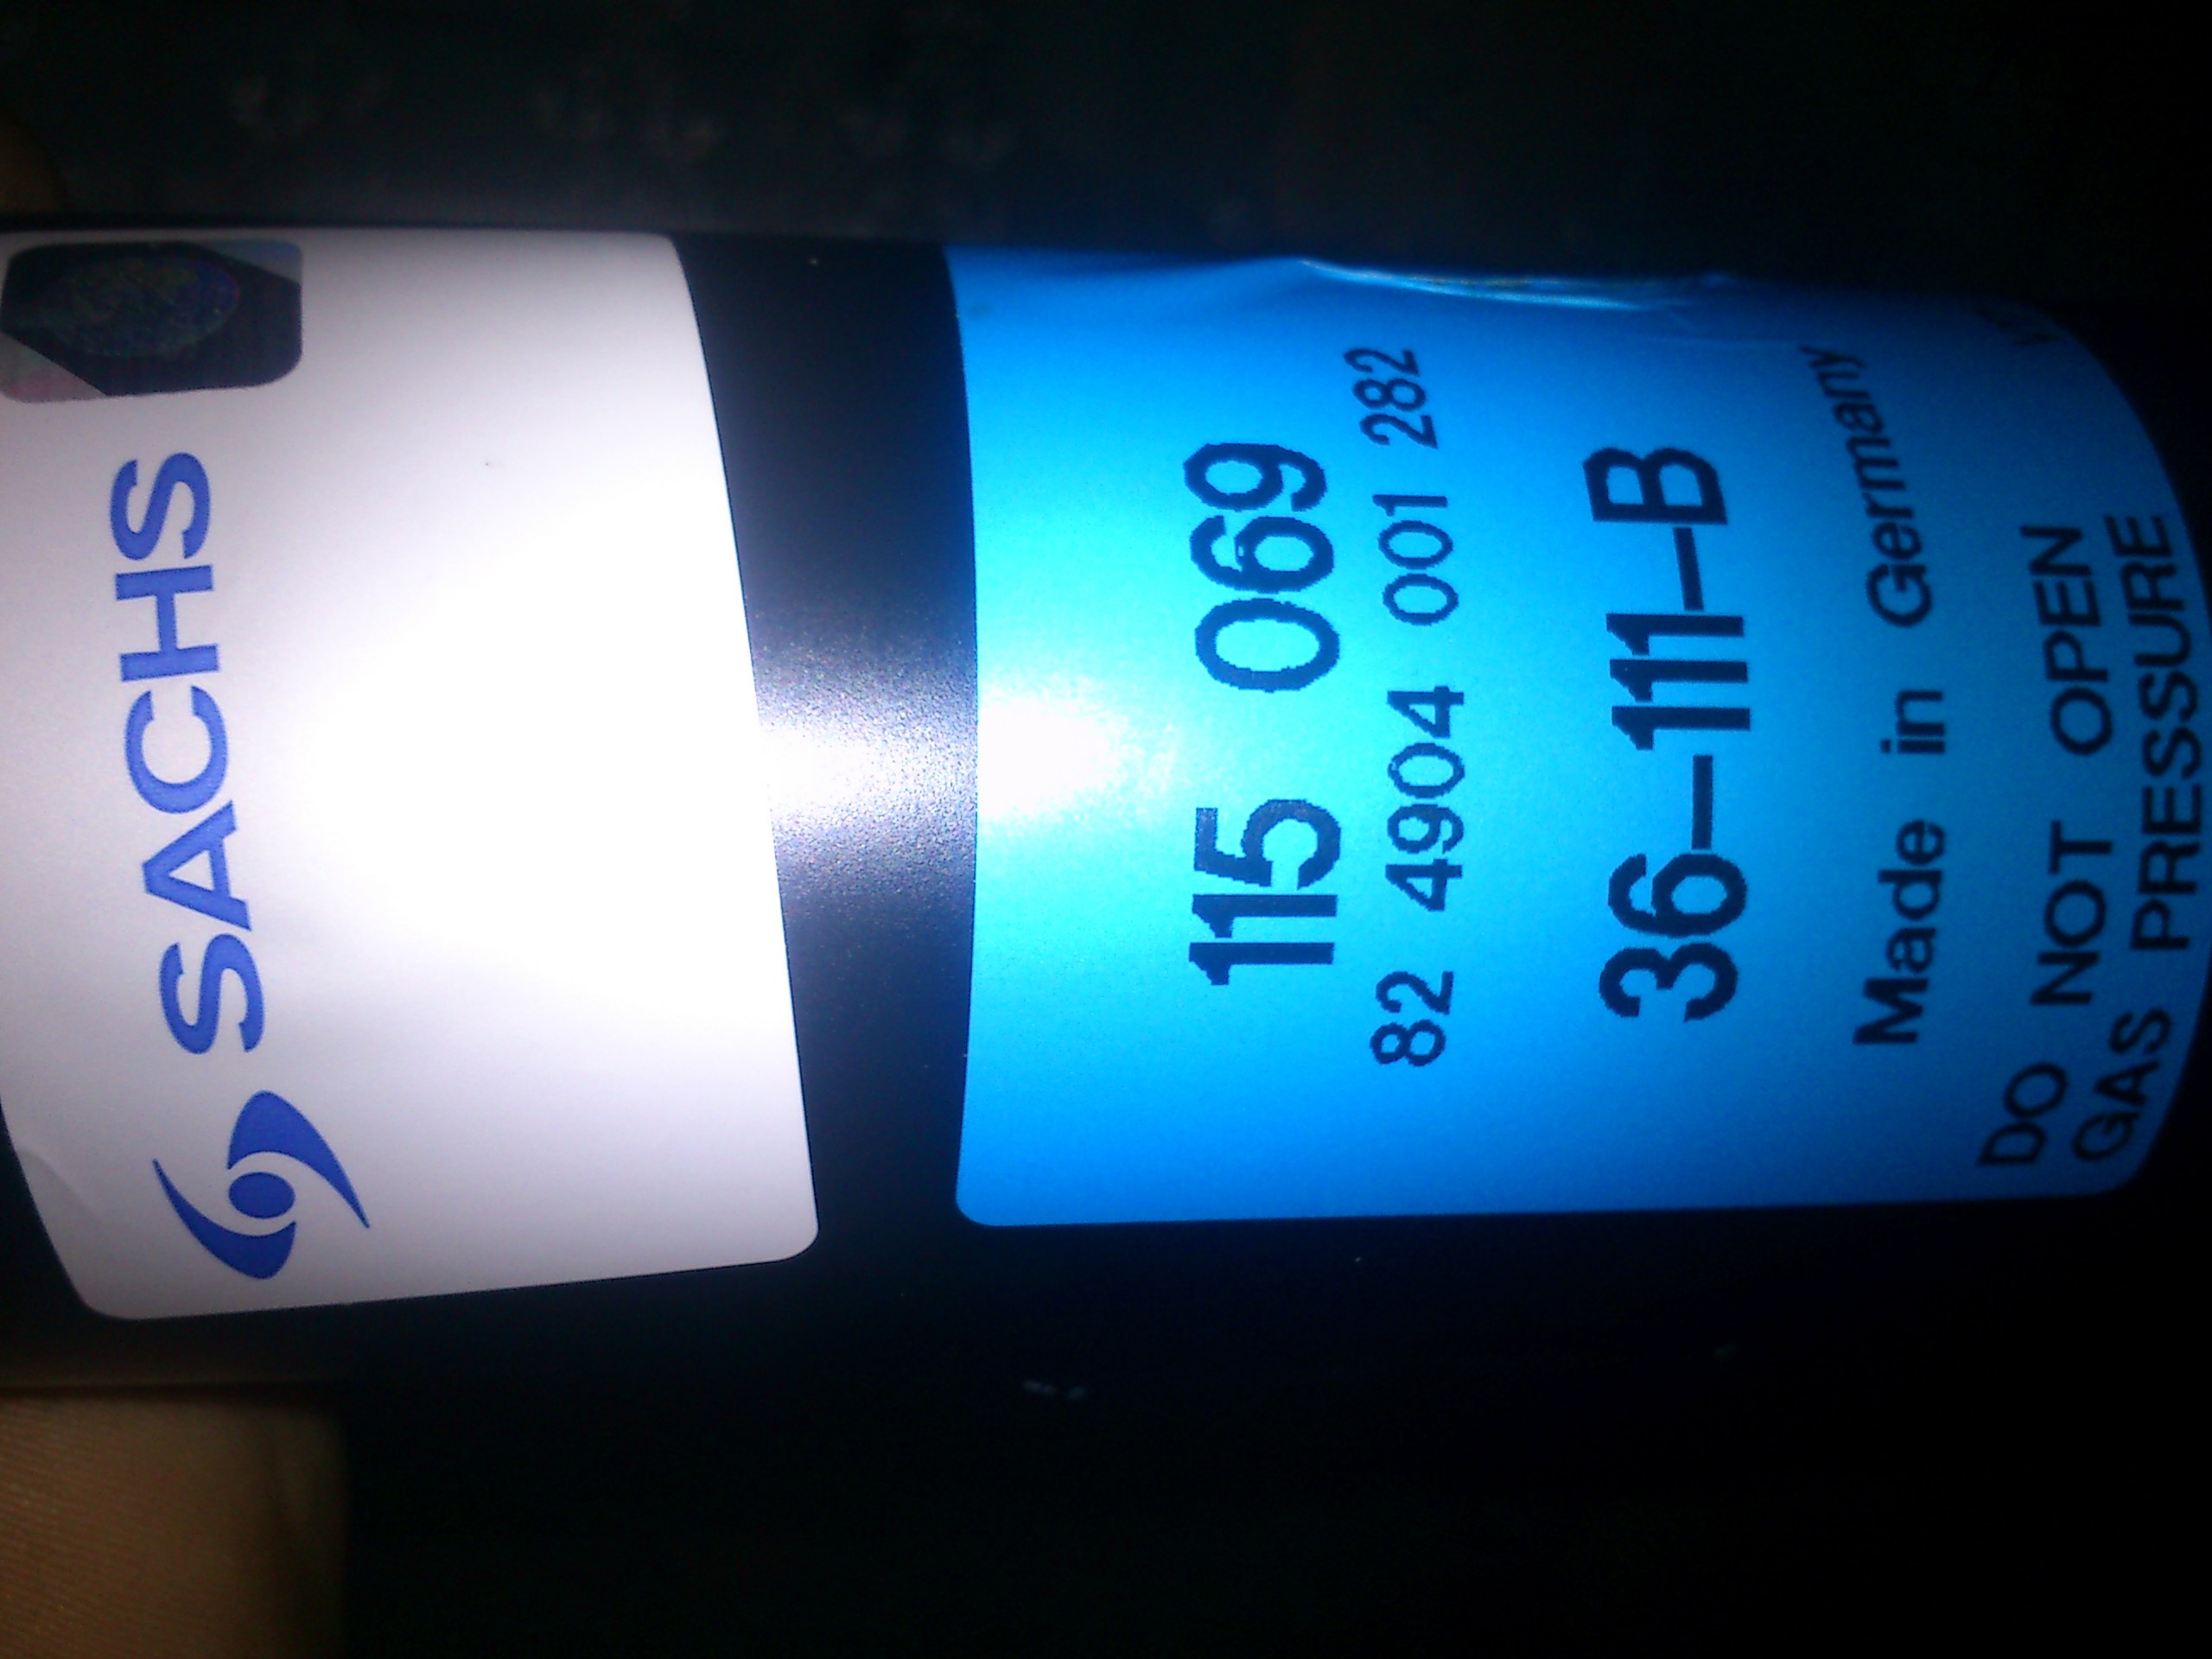 SACHS
115 069
82 4904 001 282
36-111-B
Made in Germany
DO NOT OPEN
GAS PRESSURE